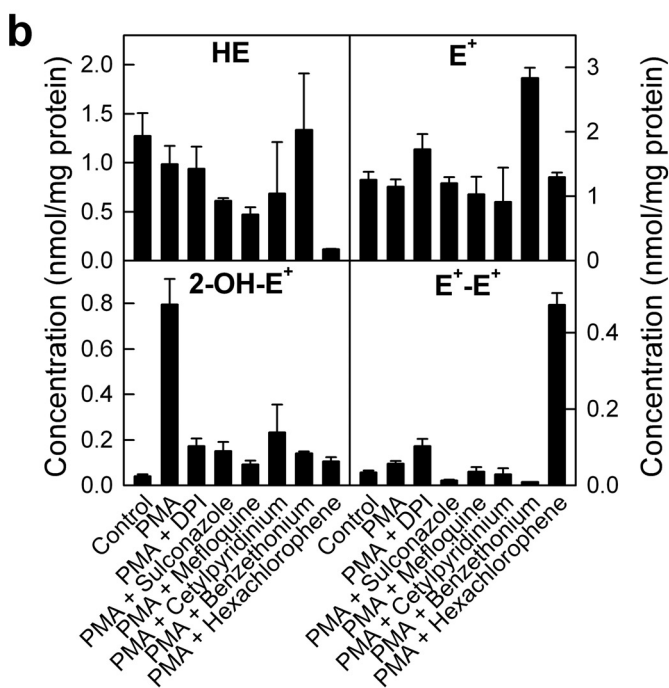 b
HE
E+
2.0
1.5
1.0
0.5
0.0
3
2
1
0
Concentration (nmol/mg protein)
Concentration (nmol/mg protein)
2-OH-E+
E+-E+
0.8
0.6
0.4
0.2
0.0
0.4
0.2
0.0
Control
PMA
PMA + DPI
PMA + Sulconazole
PMA + Mefloquine
PMA + Cetylpyridinium
PMA + Benzethonium
PMA + Hexachlorophene
Control
PMA
PMA + DPI
PMA + Sulconazole
PMA + Mefloquine
PMA + Cetylpyridinium
PMA + Benzethonium
PMA + Hexachlorophene